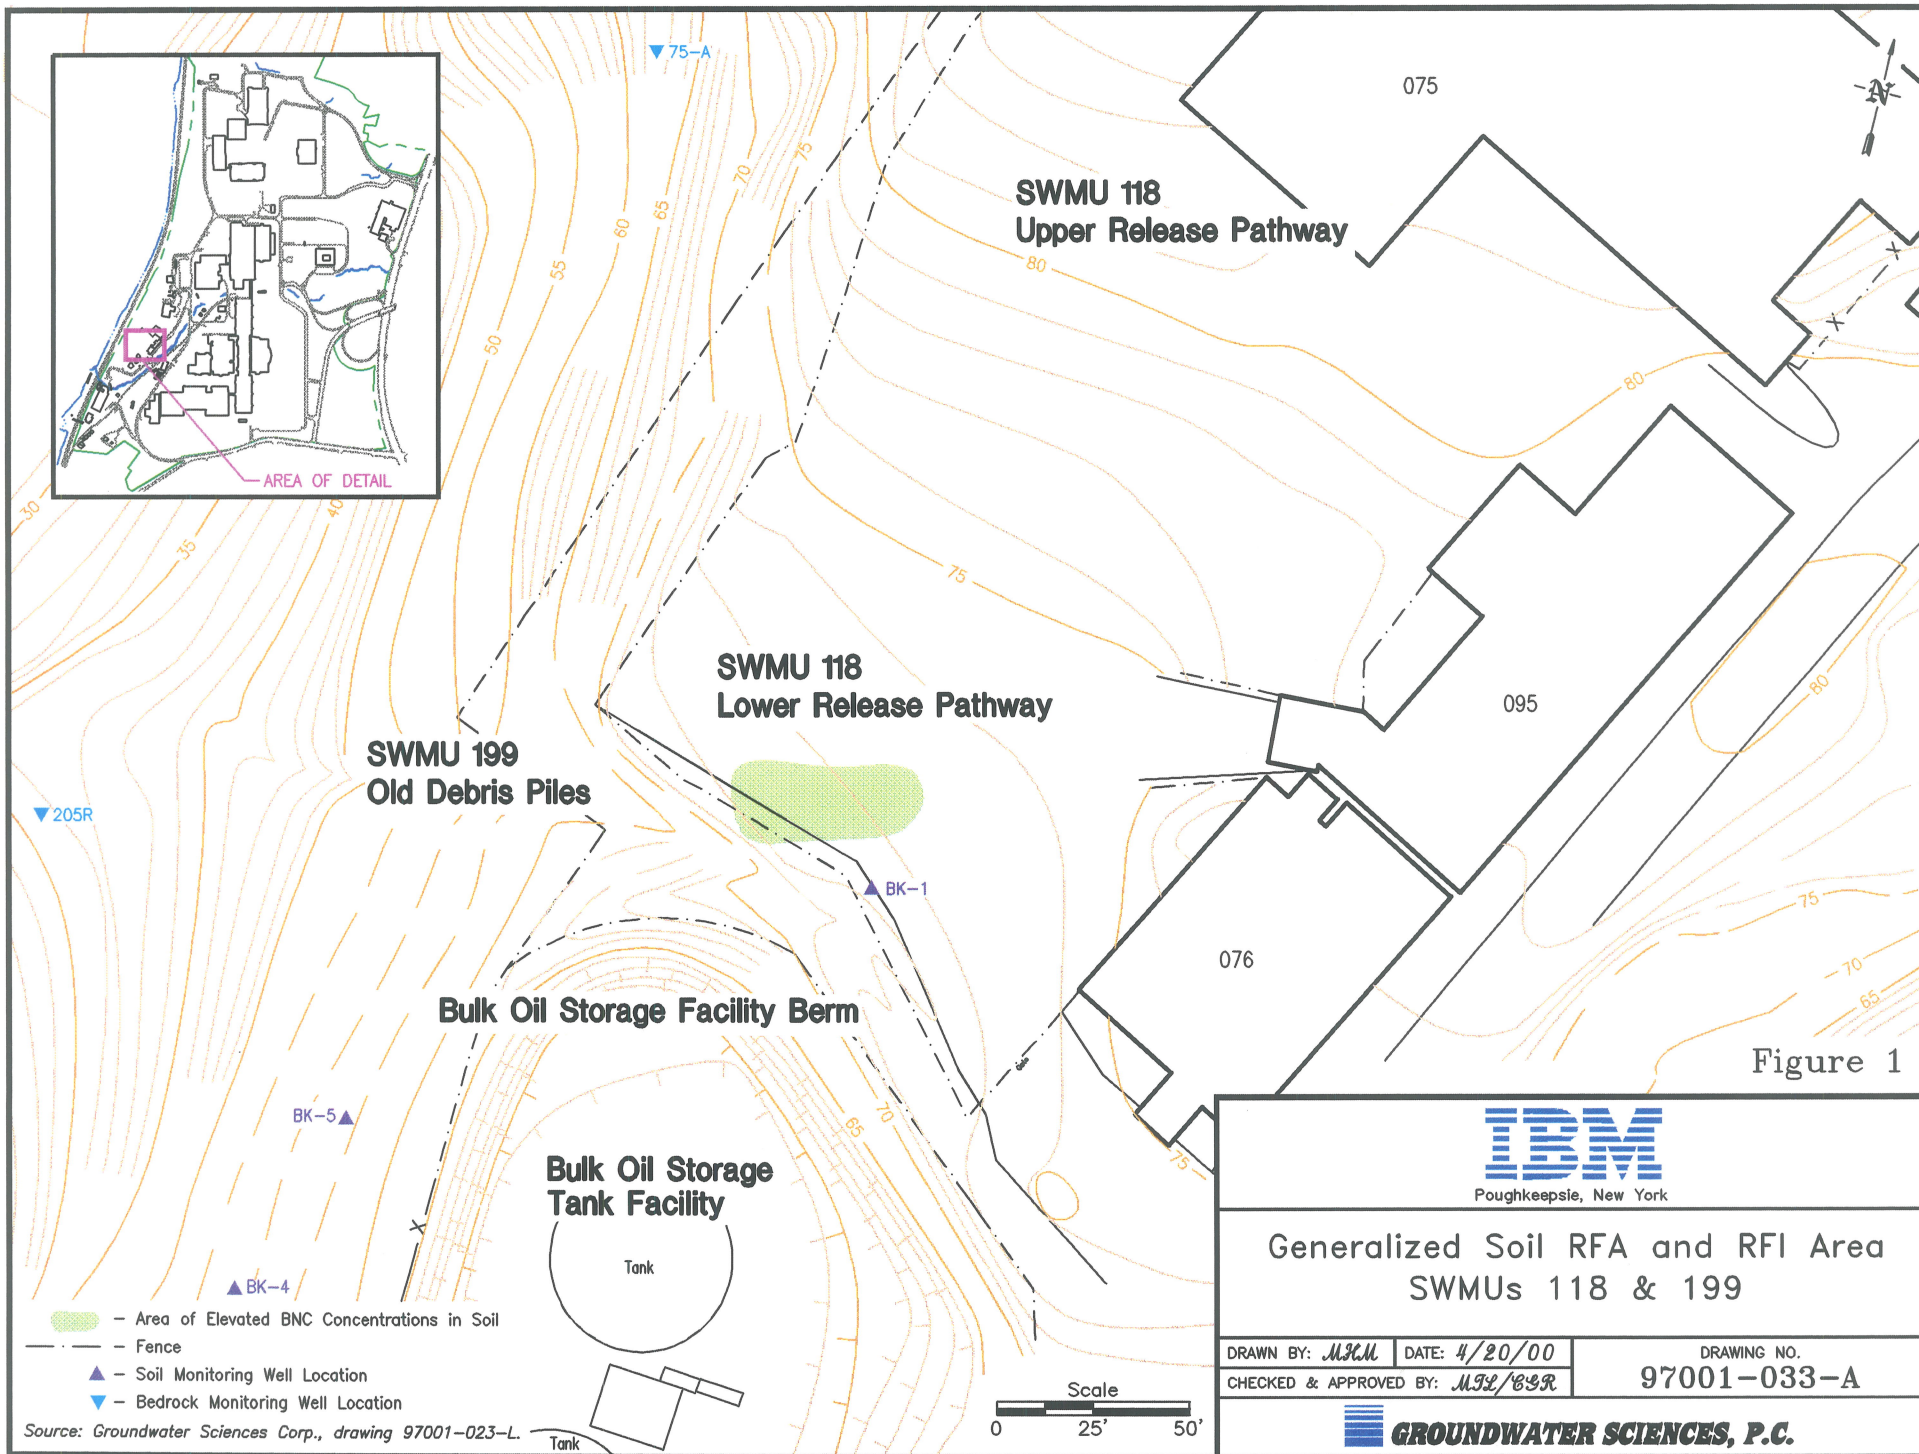 75-A
075
N
SWMU 118
Upper Release Pathway
75
70
65
60
55
50
80
80
AREA OF DETAIL
30
35
40
75
SWMU 118
Lower Release Pathway
SWMU 199
Old Debris Piles
095
80
205R
BK-1
75
076
70
65
Bulk Oil Storage Facility Berm
Figure 1
BK-5
65
70
75
Bulk Oil Storage
Tank Facility
Tank
BK-4
IBM
Poughkeepsie, New York
Generalized Soil RFA and RFI Area
SWMUs 118 & 199
- Area of Elevated BNC Concentrations in Soil
- Fence
- Soil Monitoring Well Location
- Bedrock Monitoring Well Location
Source: Groundwater Sciences Corp., drawing 97001-023-L.
Tank
Scale
0 25' 50'
DRAWN BY: MHM DATE: 4/20/00
CHECKED & APPROVED BY:
DRAWING NO.
97001-033-A
GROUNDWATER SCIENCES, P.C.